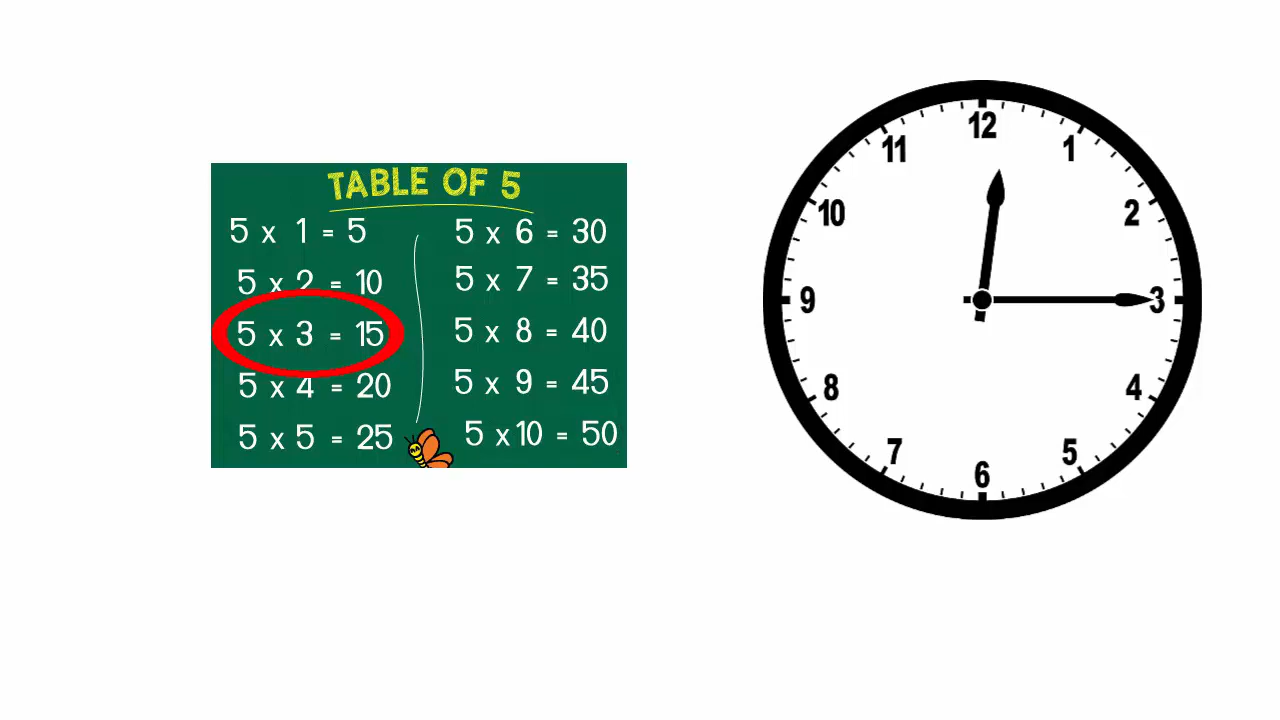 TABLE OF 5
5 x 1 = 5
5 x 2 = 10
5 x 3 = 15
5 x 4 = 20
5 x 5 = 25
5 x 6 = 30
5 x 7 = 35
5 x 8 = 40
5 x 9 = 45
5 x 10 = 50
12
1
2
3
4
5
6
7
8
9
10
11